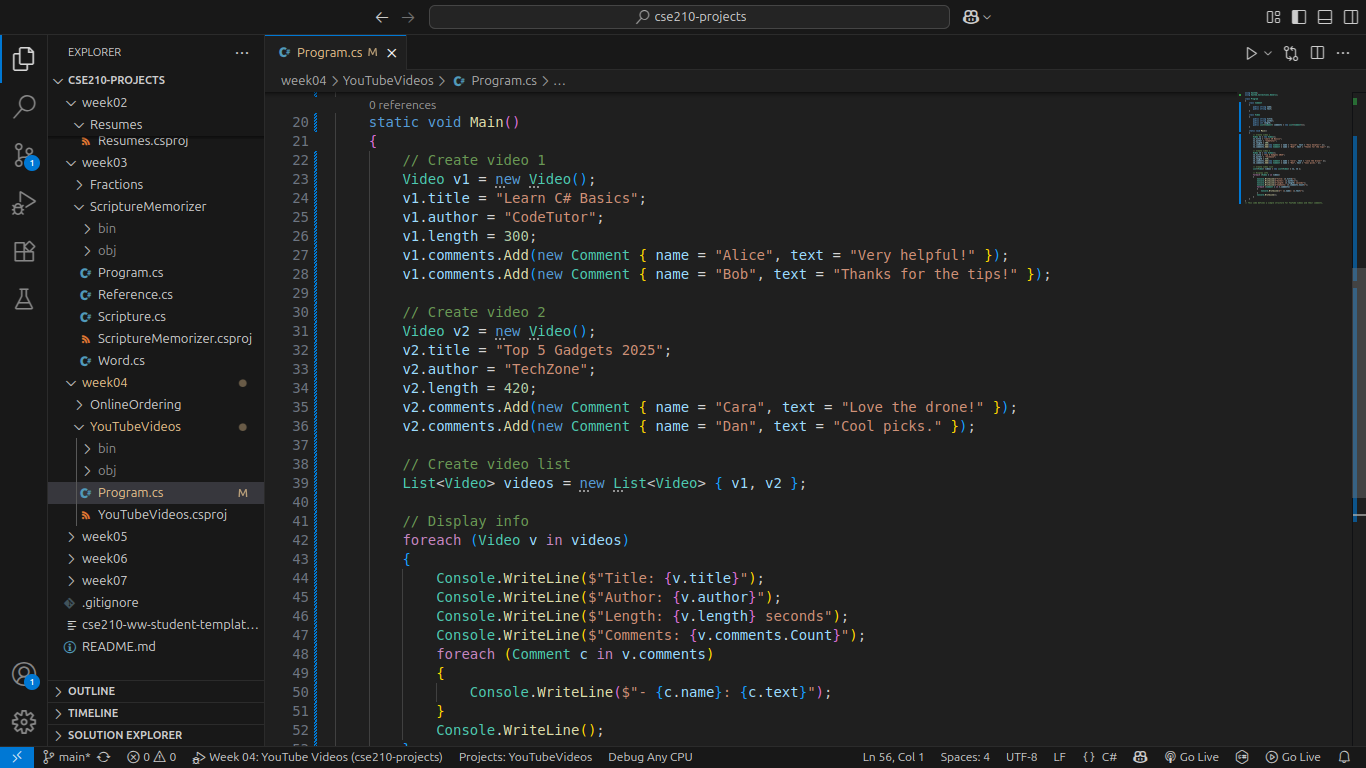 cse210-projects
EXPLORER
CSE210-PROJECTS
week02
Resumes
Resumes.csproj
week03
Fractions
ScriptureMemorizer
bin
obj
Program.cs
Reference.cs
Scripture.cs
ScriptureMemorizer.csproj
Word.cs
week04
OnlineOrdering
YouTubeVideos
bin
obj
Program.cs M
YouTubeVideos.csproj
week05
week06
week07
.gitignore
cse210-ww-student-templat...
README.md
OUTLINE
TIMELINE
SOLUTION EXPLORER
1
1
Program.cs M
week04 > YouTubeVideos > Program.cs > ...
0 references
20 static void Main()
21 {
22 // Create video 1
23 Video v1 = new Video();
24 v1.title = "Learn C# Basics";
25 v1.author = "CodeTutor";
26 v1.length = 300;
27 v1.comments.Add(new Comment { name = "Alice", text = "Very helpful!" });
28 v1.comments.Add(new Comment { name = "Bob", text = "Thanks for the tips!" });
29
30 // Create video 2
31 Video v2 = new Video();
32 v2.title = "Top 5 Gadgets 2025";
33 v2.author = "TechZone";
34 v2.length = 420;
35 v2.comments.Add(new Comment { name = "Cara", text = "Love the drone!" });
36 v2.comments.Add(new Comment { name = "Dan", text = "Cool picks." });
37
38 // Create video list
39 List<Video> videos = new List<Video> { v1, v2 };
40
41 // Display info
42 foreach (Video v in videos)
43 {
44 Console.WriteLine($"Title: {v.title}");
45 Console.WriteLine($"Author: {v.author}");
46 Console.WriteLine($"Length: {v.length} seconds");
47 Console.WriteLine($"Comments: {v.comments.Count}");
48 foreach (Comment c in v.comments)
49 {
50 Console.WriteLine($"- {c.name}: {c.text}");
51 }
52 Console.WriteLine();
main* 0 0 Week 04: YouTube Videos (cse210-projects) Projects: YouTubeVideos Debug Any CPU Ln 56, Col 1 Spaces: 4 UTF-8 LF {} C# Go Live Go Live